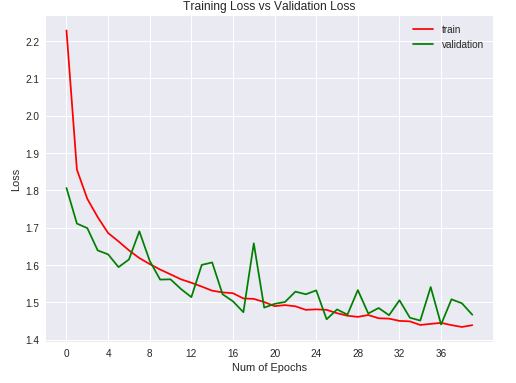 Training Loss vs Validation Loss
train
validation
2.2
2.1
2.0
1.9
1.8
1.7
1.6
1.5
1.4
Loss
0 4 8 12 16 20 24 28 32 36
Num of Epochs